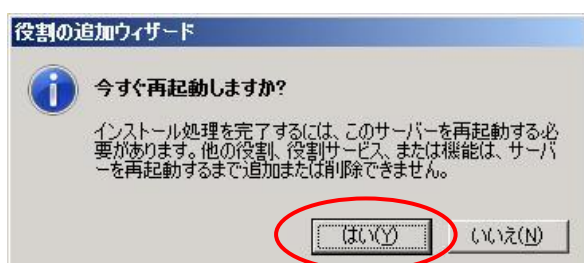 役割の追加ウィザード
今すぐ再起動しますか?
インストール処理を完了するには、このサーバーを再起動する必
要があります。他の役割、役割サービス、または機能は、サーバ
ーを再起動するまで追加または削除できません。
はい(Y) いいえ(N)